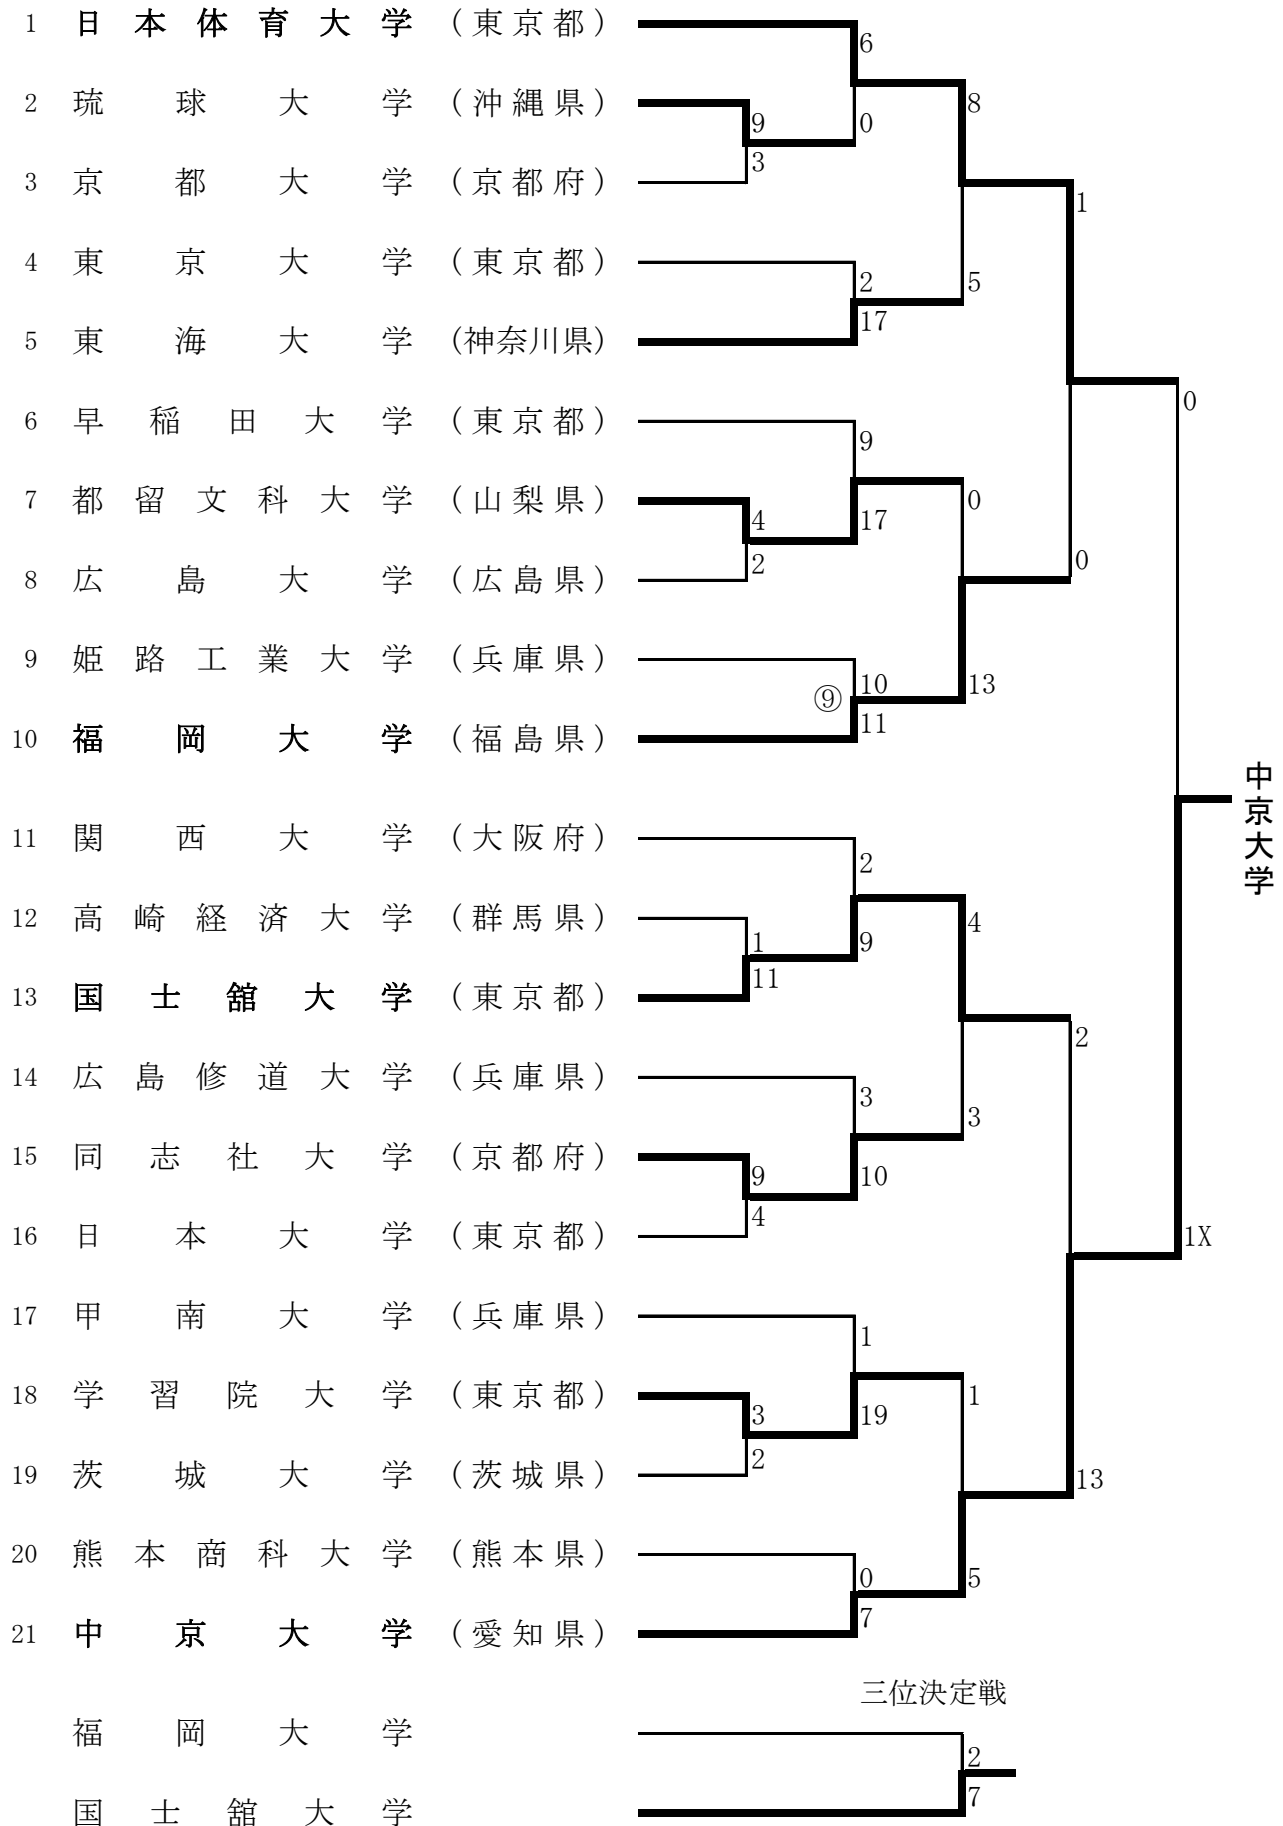 1 日本体育大学 (東京都)
6
2 琉球大学 (沖縄県)
8
9
0
3
3 京都大学 (京都府)
1
4 東京大学 (東京都)
2
5
17
5 東海大学 (神奈川県)
0
6 早稲田大学 (東京都)
9
7 都留文科大学 (山梨県)
0
4
17
2
0
8 広島大学 (広島県)
9 姫路工業大学 (兵庫県)
⑨
10
13
11
10 福岡大学 (福島県)
中京大学
11 関西大学 (大阪府)
2
12 高崎経済大学 (群馬県)
4
1
9
11
13 国士舘大学 (東京都)
2
14 広島修道大学 (兵庫県)
3
3
15 同志社大学 (京都府)
9
10
4
16 日本大学 (東京都)
1X
17 甲南大学 (兵庫県)
1
18 学習院大学 (東京都)
1
3
19
2
19 茨城大学 (茨城県)
13
20 熊本商科大学 (熊本県)
0
5
7
21 中京大学 (愛知県)
三位決定戦
福岡大学
2
7
国士舘大学